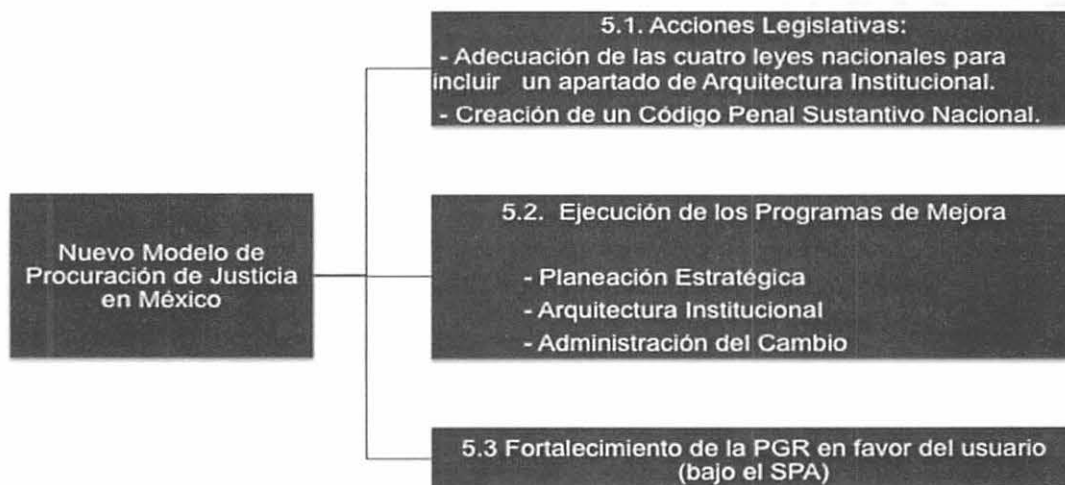 Nuevo Modelo de
Procuración de Justicia
en México
5.1. Acciones Legislativas:
- Adecuación de las cuatro leyes nacionales para
incluir un apartado de Arquitectura Institucional.
- Creación de un Código Penal Sustantivo Nacional.
5.2. Ejecución de los Programas de Mejora
- Planeación Estratégica
- Arquitectura Institucional
- Administración del Cambio
5.3 Fortalecimiento de la PGR en favor del usuario
(bajo el SPA)